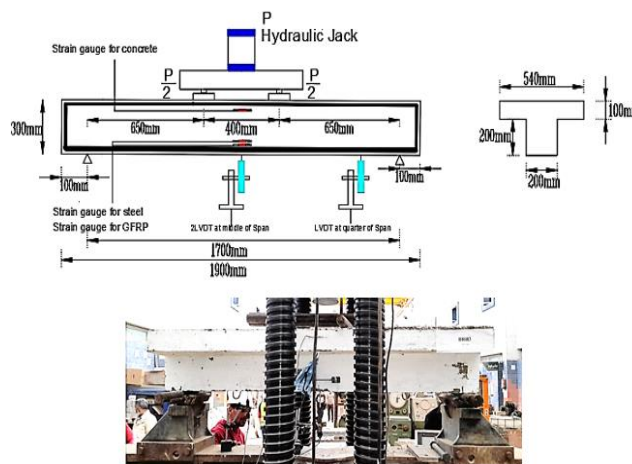 P
Hydraulic Jack
Strain gauge for concrete
P/2
P/2
540mm
100mm
300mm
650mm
400mm
650mm
200mm
200mm
100mm
100mm
Strain gauge for steel
Strain gauge for GFRP
2LVDT at middle of Span
LVDT at quarter of Span
1700mm
1900mm